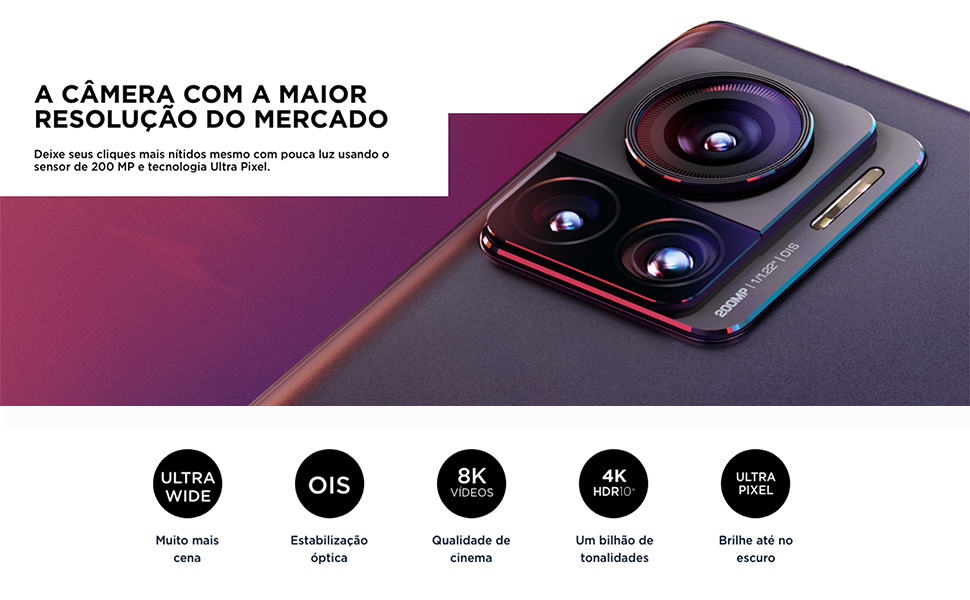 A CÂMERA COM A MAIOR
RESOLUÇÃO DO MERCADO
Deixe seus cliques mais nítidos mesmo com pouca luz usando o
sensor de 200 MP e tecnologia Ultra Pixel.
200MP | 1/1.22" | OIS
ULTRA
WIDE
Muito mais
cena
OIS
Estabilização
óptica
8K
VÍDEOS
Qualidade de
cinema
4K
HDR10+
Um bilhão de
tonalidades
ULTRA
PIXEL
Brilhe até no
escuro